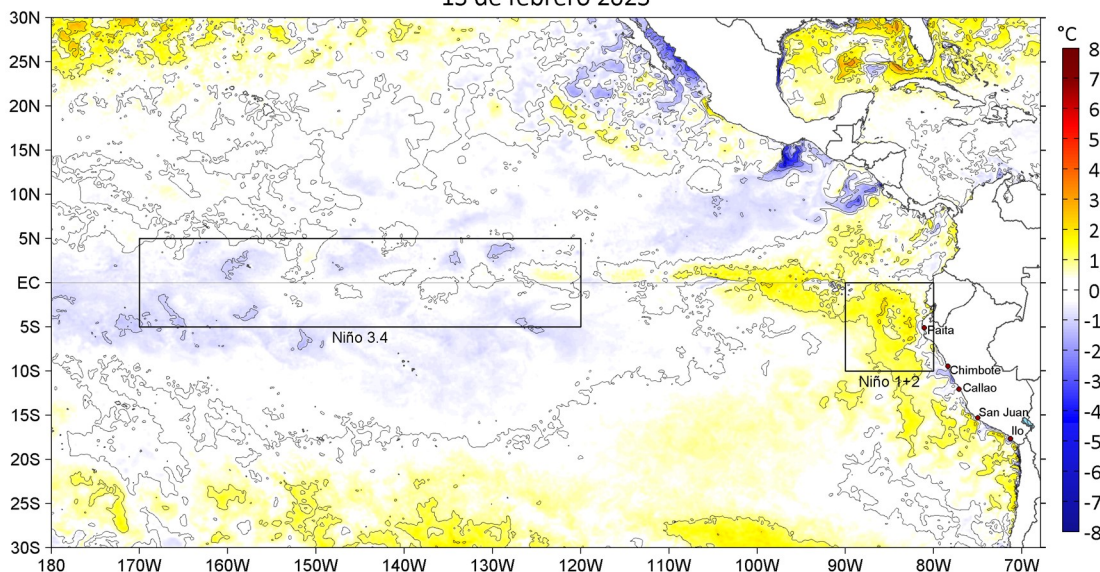 15 de febrero 2023
30N
25N
20N
15N
10N
5N
EC
5S
10S
15S
20S
25S
30S
180
170W
160W
150W
140W
130W
120W
110W
100W
90W
80W
70W
Niño 3.4
Niño 1+2
Paita
Chimbote
Callao
San Juan
Ilo
°C
8
7
6
5
4
3
2
1
0
-1
-2
-3
-4
-5
-6
-7
-8